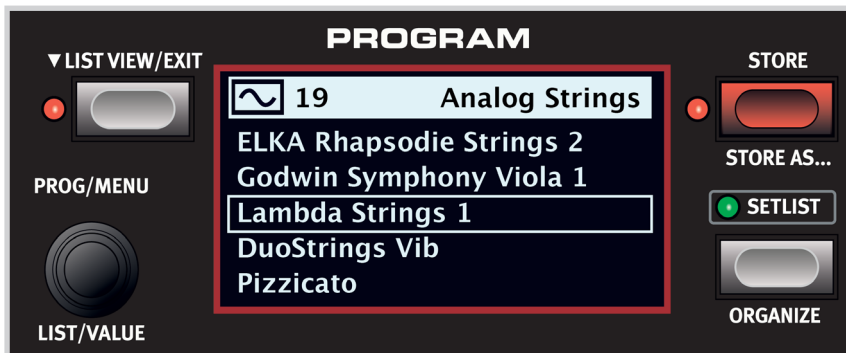 PROGRAM
▼ LIST VIEW/EXIT
STORE
19 Analog Strings
ELKA Rhapsodie Strings 2
Godwin Symphony Viola 1
Lambda Strings 1
DuoStrings Vib
Pizzicato
STORE AS...
PROG/MENU
SETLIST
LIST/VALUE
ORGANIZE